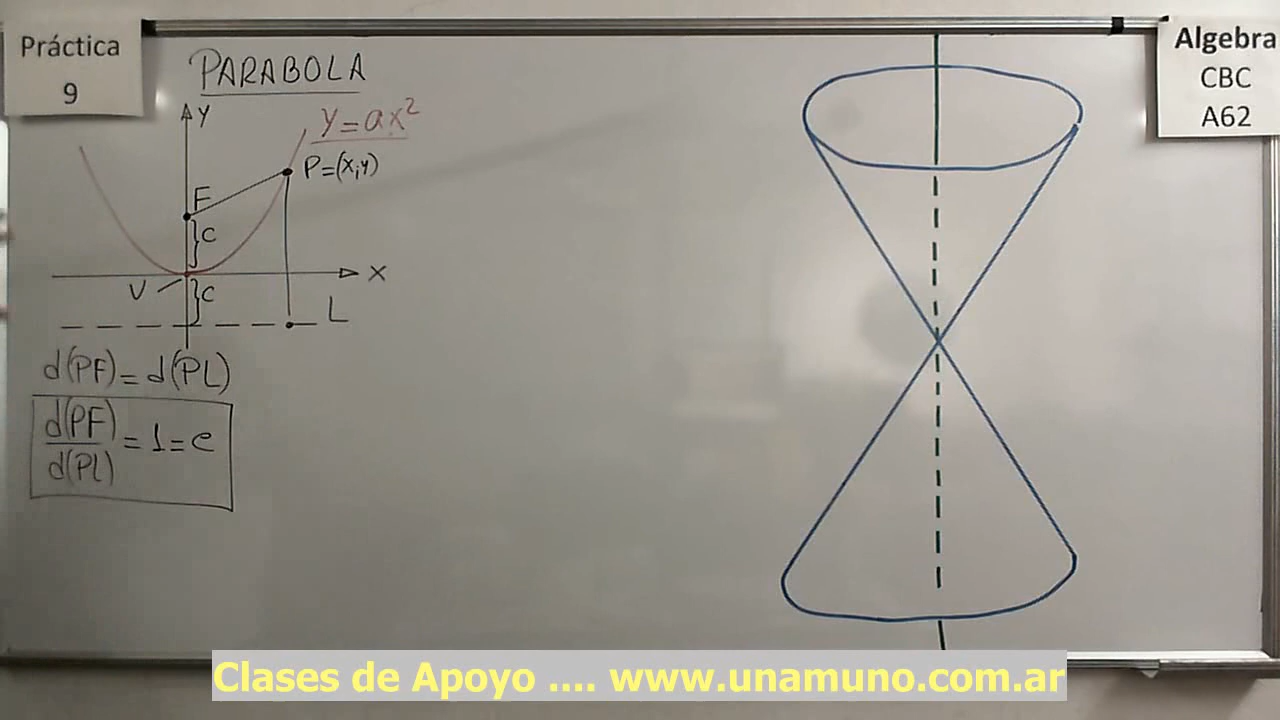 Práctica
9
PARABOLA
Algebra
CBC
A62
y
y=ax²
P=(x;y)
F
c
x
V
c
L
d(PF)=d(PL)
d(PF)/d(PL) = 1 = e
Clases de Apoyo .... www.unamuno.com.ar